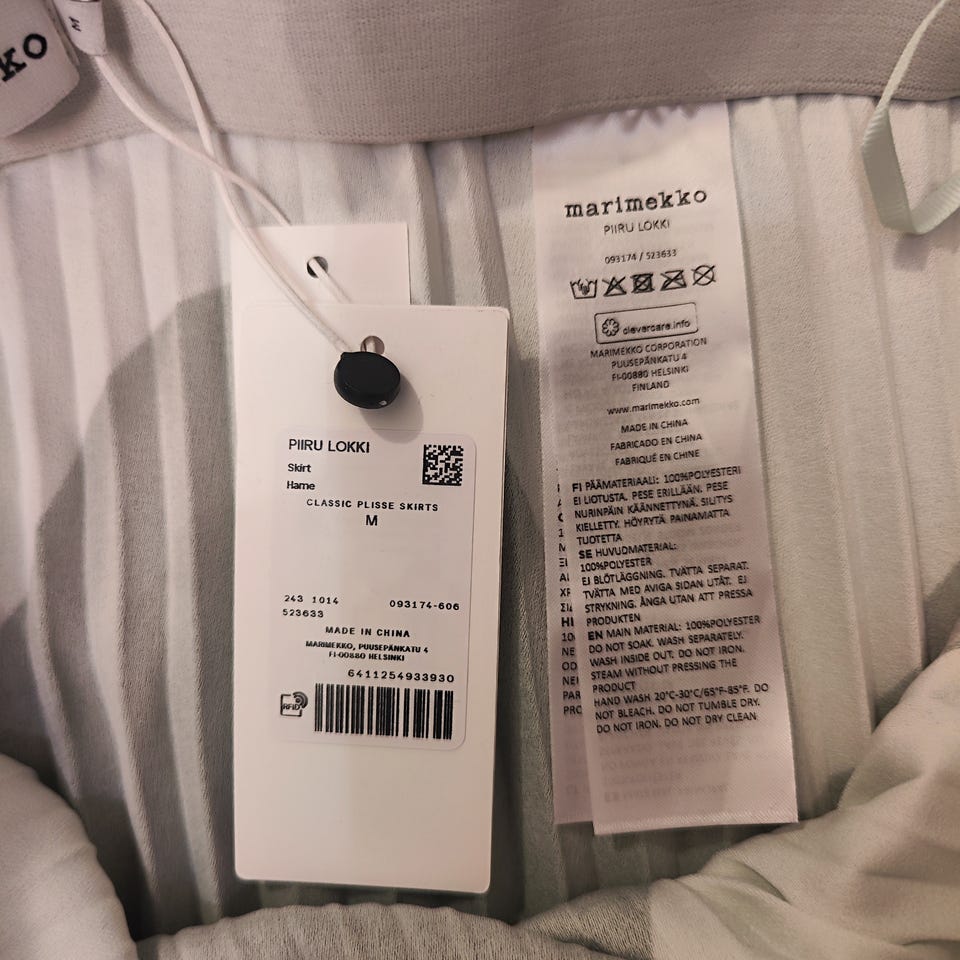 ko
M
PIIRU LOKKI
Skirt
Hame
CLASSIC PLISSE SKIRTS
M
243 1014 093174-606
523633
MADE IN CHINA
MARIMEKKO, PUUSEPÄNKATU 4
FI-00880 HELSINKI
6411254933930
RFID
marimekko
PIIRU LOKKI
093174 / 523633
clevercare.info
MARIMEKKO CORPORATION
PUUSEPÄNKATU 4
FI-00880 HELSINKI
FINLAND
www.marimekko.com
MADE IN CHINA
FABRICADO EN CHINA
FABRIQUÉ EN CHINE
FI PÄÄMATERIAALI: 100%POLYESTERI
EI LIOTUSTA. PESE ERILLÄÄN. PESE
NURINPÄIN KÄÄNNETTYNÄ. SILITYS
KIELLETTY. HÖYRYTÄ PAINAMATTA
TUOTETTA
SE HUVUDMATERIAL:
100%POLYESTER
EJ BLÖTLÄGGNING. TVÄTTA SEPARAT.
TVÄTTA MED AVIGA SIDAN UTÅT. EJ
STRYKNING. ÅNGA UTAN ATT PRESSA
PRODUKTEN
EN MAIN MATERIAL: 100%POLYESTER
DO NOT SOAK. WASH SEPARATELY.
WASH INSIDE OUT. DO NOT IRON.
STEAM WITHOUT PRESSING THE
PRODUCT
HAND WASH 20°C-30°C/65°F-85°F. DO
NOT BLEACH. DO NOT TUMBLE DRY.
DO NOT IRON. DO NOT DRY CLEAN